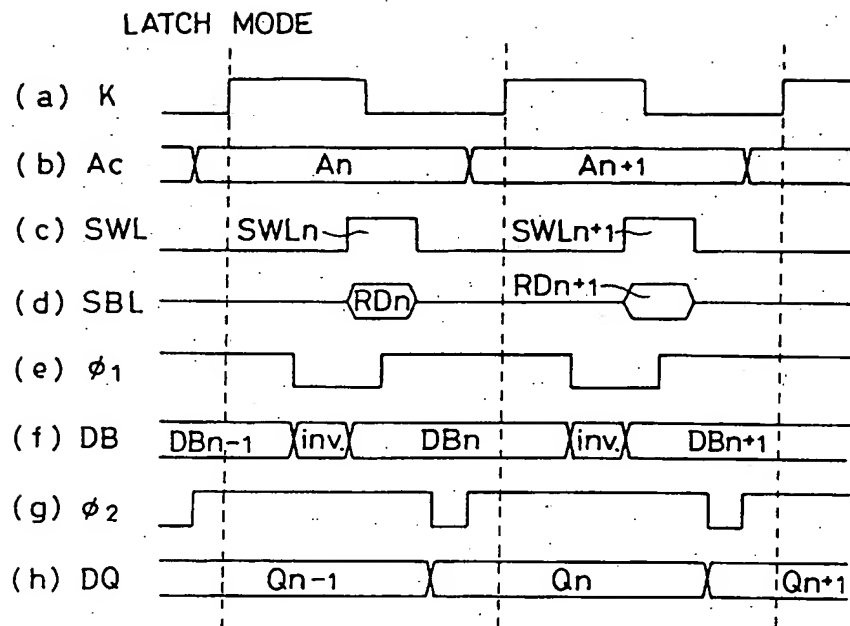 LATCH MODE
(a) K
(b) Ac An An+1
(c) SWL SWLn SWLn+1
(d) SBL RDn RDn+1
(e) ϕ1
(f) DB DBn-1 inv. DBn inv. DBn+1
(g) ϕ2
(h) DQ Qn-1 Qn Qn+1